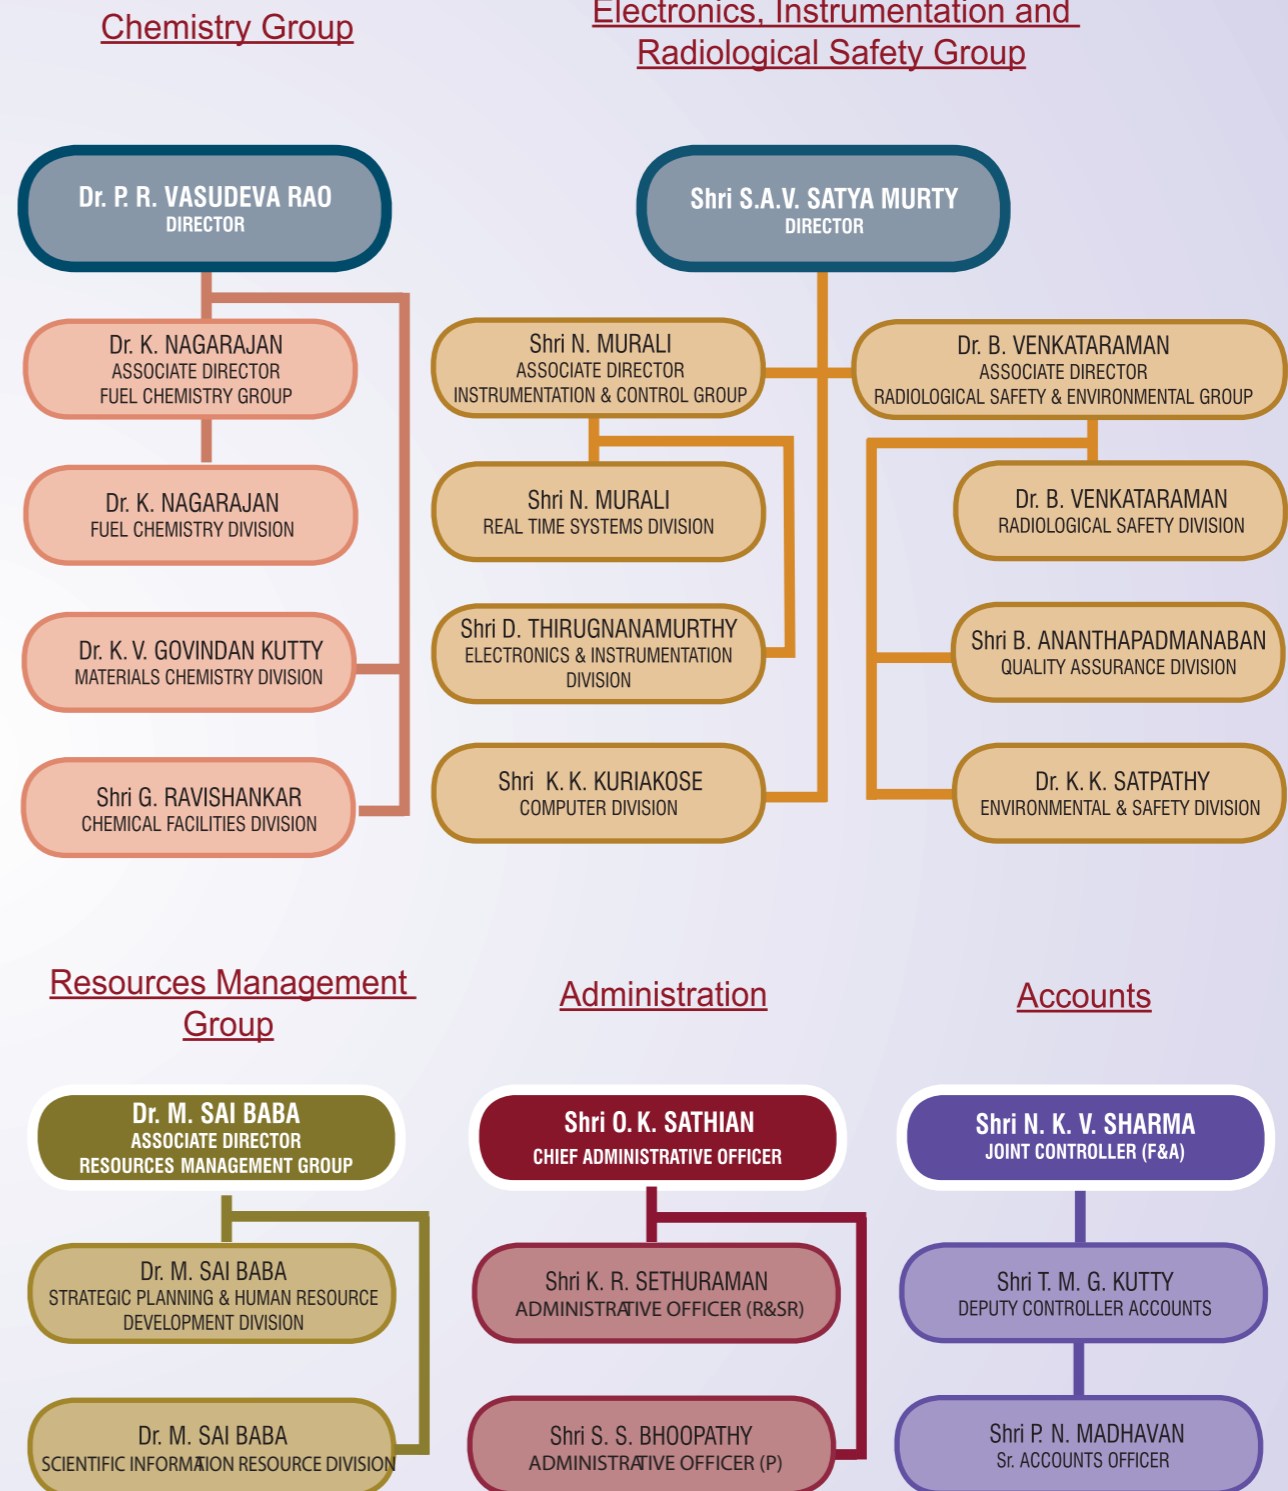 Chemistry Group
Electronics, Instrumentation and
Radiological Safety Group
Dr. P. R. VASUDEVA RAO
DIRECTOR
Shri S.A.V. SATYA MURTY
DIRECTOR
Dr. K. NAGARAJAN
ASSOCIATE DIRECTOR
FUEL CHEMISTRY GROUP
Shri N. MURALI
ASSOCIATE DIRECTOR
INSTRUMENTATION & CONTROL GROUP
Dr. B. VENKATARAMAN
ASSOCIATE DIRECTOR
RADIOLOGICAL SAFETY & ENVIRONMENTAL GROUP
Dr. K. NAGARAJAN
FUEL CHEMISTRY DIVISION
Shri N. MURALI
REAL TIME SYSTEMS DIVISION
Dr. B. VENKATARAMAN
RADIOLOGICAL SAFETY DIVISION
Dr. K. V. GOVINDAN KUTTY
MATERIALS CHEMISTRY DIVISION
Shri D. THIRUGNANAMURTHY
ELECTRONICS & INSTRUMENTATION
DIVISION
Shri B. ANANTHAPADMANABAN
QUALITY ASSURANCE DIVISION
Shri G. RAVISHANKAR
CHEMICAL FACILITIES DIVISION
Shri K. K. KURIAKOSE
COMPUTER DIVISION
Dr. K. K. SATPATHY
ENVIRONMENTAL & SAFETY DIVISION
Resources Management
Group
Administration
Accounts
Dr. M. SAI BABA
ASSOCIATE DIRECTOR
RESOURCES MANAGEMENT GROUP
Shri O. K. SATHIAN
CHIEF ADMINISTRATIVE OFFICER
Shri N. K. V. SHARMA
JOINT CONTROLLER (F&A)
Dr. M. SAI BABA
STRATEGIC PLANNING & HUMAN RESOURCE
DEVELOPMENT DIVISION
Shri K. R. SETHURAMAN
ADMINISTRATIVE OFFICER (R&SR)
Shri T. M. G. KUTTY
DEPUTY CONTROLLER ACCOUNTS
Dr. M. SAI BABA
SCIENTIFIC INFORMATION RESOURCE DIVISION
Shri S. S. BHOOPATHY
ADMINISTRATIVE OFFICER (P)
Shri P. N. MADHAVAN
Sr. ACCOUNTS OFFICER